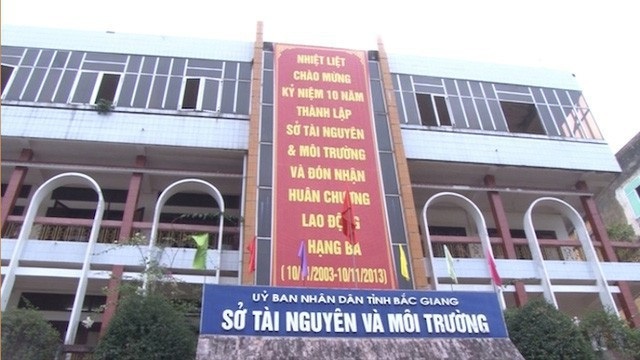 NHIỆT LIỆT
CHÀO MỪNG
KỶ NIỆM 10 NĂM
THÀNH LẬP
SỞ TÀI NGUYÊN
& MÔI TRƯỜNG
VÀ ĐÓN NHẬN
HUÂN CHƯƠNG
LAO ĐỘNG
HẠNG BA
(10/11/2003-10/11/2013)
UỶ BAN NHÂN DÂN TỈNH BẮC GIANG
SỞ TÀI NGUYÊN VÀ MÔI TRƯỜNG